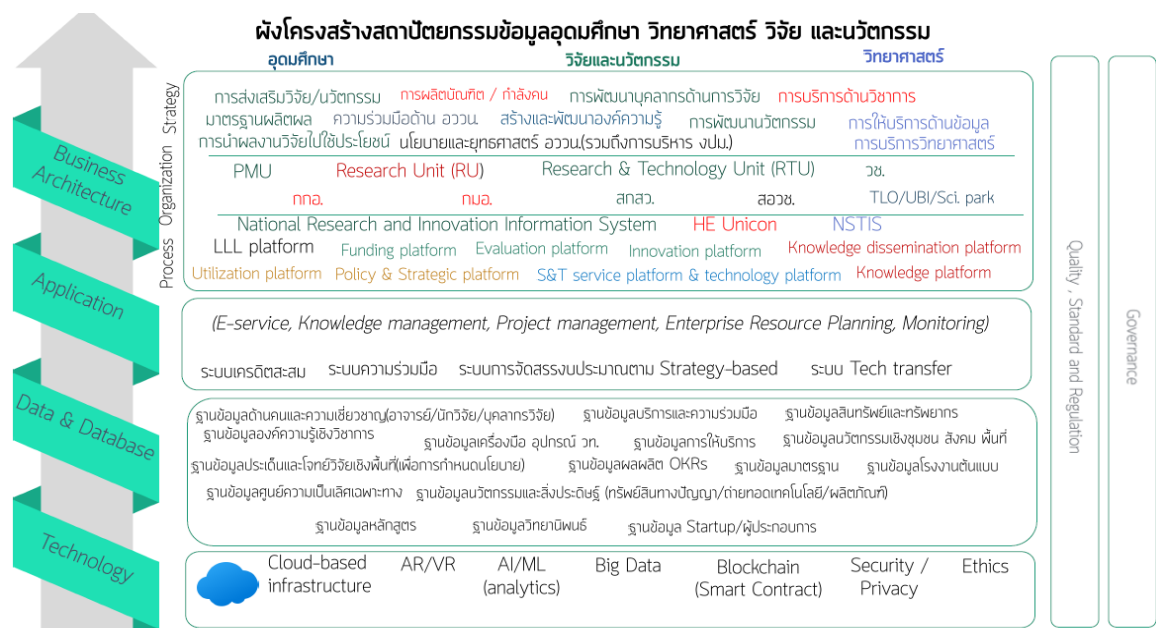 ผังโครงสร้างสถาปัตยกรรมข้อมูลอุดมศึกษา วิทยาศาสตร์ วิจัย และนวัตกรรม
อุดมศึกษา วิจัยและนวัตกรรม วิทยาศาสตร์
Business Architecture
Strategy
การส่งเสริมวิจัย/นวัตกรรม การผลิตบัณฑิต / กำลังคน การพัฒนาบุคลากรด้านการวิจัย การบริการด้านวิชาการ
มาตรฐานผลิตผล ความร่วมมือด้าน อววน. สร้างและพัฒนาองค์ความรู้ การพัฒนานวัตกรรม การให้บริการด้านข้อมูล
การนำผลงานวิจัยไปใช้ประโยชน์ นโยบายและยุทธศาสตร์ อววน.(รวมถึงการบริหาร งปม.) การบริการวิทยาศาสตร์
Organization
PMU Research Unit (RU) Research & Technology Unit (RTU) วช.
กกอ. กมอ. สกสว. สอวช. TLO/UBI/Sci. park
Process
National Research and Innovation Information System HE Unicon NSTIS
LLL platform Funding platform Evaluation platform Innovation platform Knowledge dissemination platform
Utilization platform Policy & Strategic platform S&T service platform & technology platform Knowledge platform
Application
(E-service, Knowledge management, Project management, Enterprise Resource Planning, Monitoring)
ระบบเครดิตสะสม ระบบความร่วมมือ ระบบการจัดสรรงบประมาณตาม Strategy-based ระบบ Tech transfer
Data & Database
ฐานข้อมูลด้านคนและความเชี่ยวชาญ(อาจารย์/นักวิจัย/บุคลากรวิจัย) ฐานข้อมูลบริการและความร่วมมือ ฐานข้อมูลสินทรัพย์และทรัพยากร
ฐานข้อมูลองค์ความรู้เชิงวิชาการ ฐานข้อมูลเครื่องมือ อุปกรณ์ วท. ฐานข้อมูลการให้บริการ ฐานข้อมูลนวัตกรรมเชิงชุมชน สังคม พื้นที่
ฐานข้อมูลประเด็นและโจทย์วิจัยเชิงพื้นที่(เพื่อการกำหนดนโยบาย) ฐานข้อมูลผลผลิต OKRs ฐานข้อมูลมาตรฐาน ฐานข้อมูลโรงงานต้นแบบ
ฐานข้อมูลศูนย์ความเป็นเลิศเฉพาะทาง ฐานข้อมูลนวัตกรรมและสิ่งประดิษฐ์ (ทรัพย์สินทางปัญญา/ถ่ายทอดเทคโนโลยี/ผลิตภัณฑ์)
ฐานข้อมูลหลักสูตร ฐานข้อมูลวิทยานิพนธ์ ฐานข้อมูล Startup/ผู้ประกอบการ
Technology
Cloud-based infrastructure AR/VR AI/ML (analytics) Big Data Blockchain (Smart Contract) Security / Privacy Ethics
Quality , Standard and Regulation
Governance